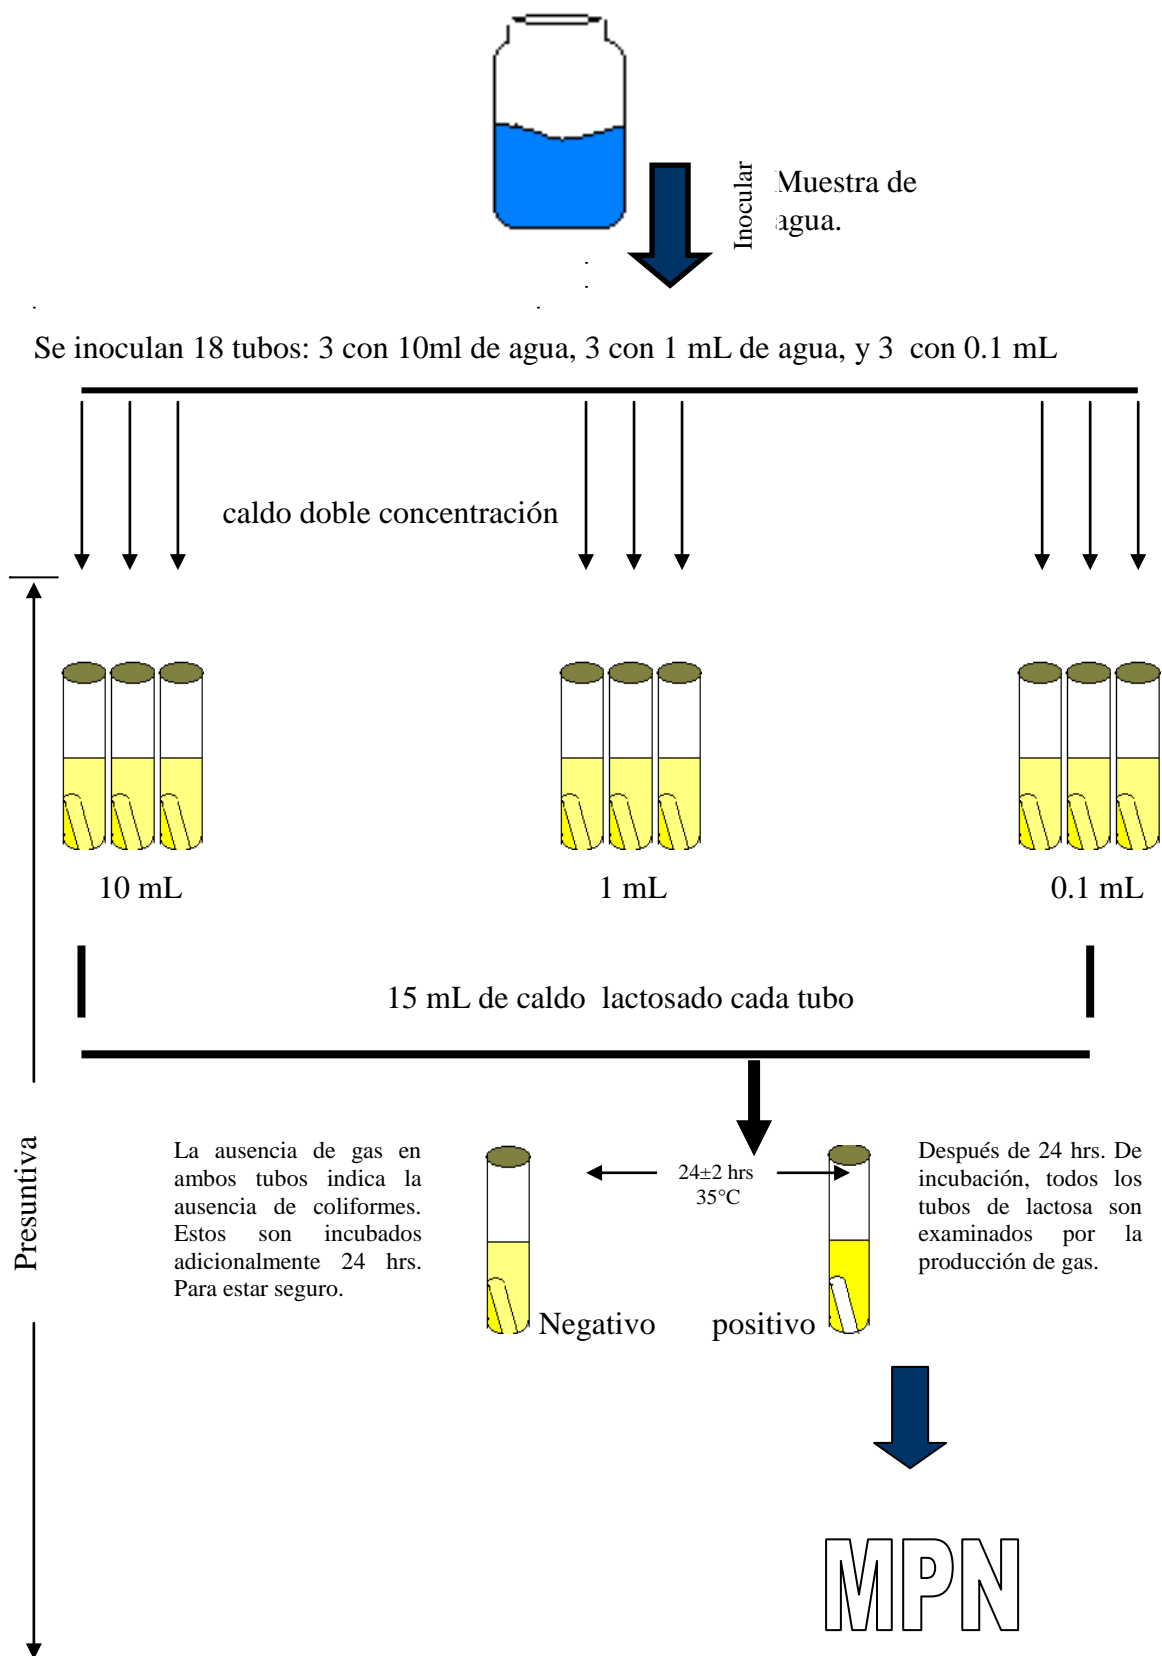 Inocular
Muestra de
agua.
Se inoculan 18 tubos: 3 con 10ml de agua, 3 con 1 mL de agua, y 3 con 0.1 mL
caldo doble concentración
10 mL
1 mL
0.1 mL
15 mL de caldo lactosado cada tubo
Presuntiva
La ausencia de gas en
ambos tubos indica la
ausencia de coliformes.
Estos son incubados
adicionalmente 24 hrs.
Para estar seguro.
24±2 hrs
35°C
Después de 24 hrs. De
incubación, todos los
tubos de lactosa son
examinados por la
producción de gas.
Negativo
positivo
MPN